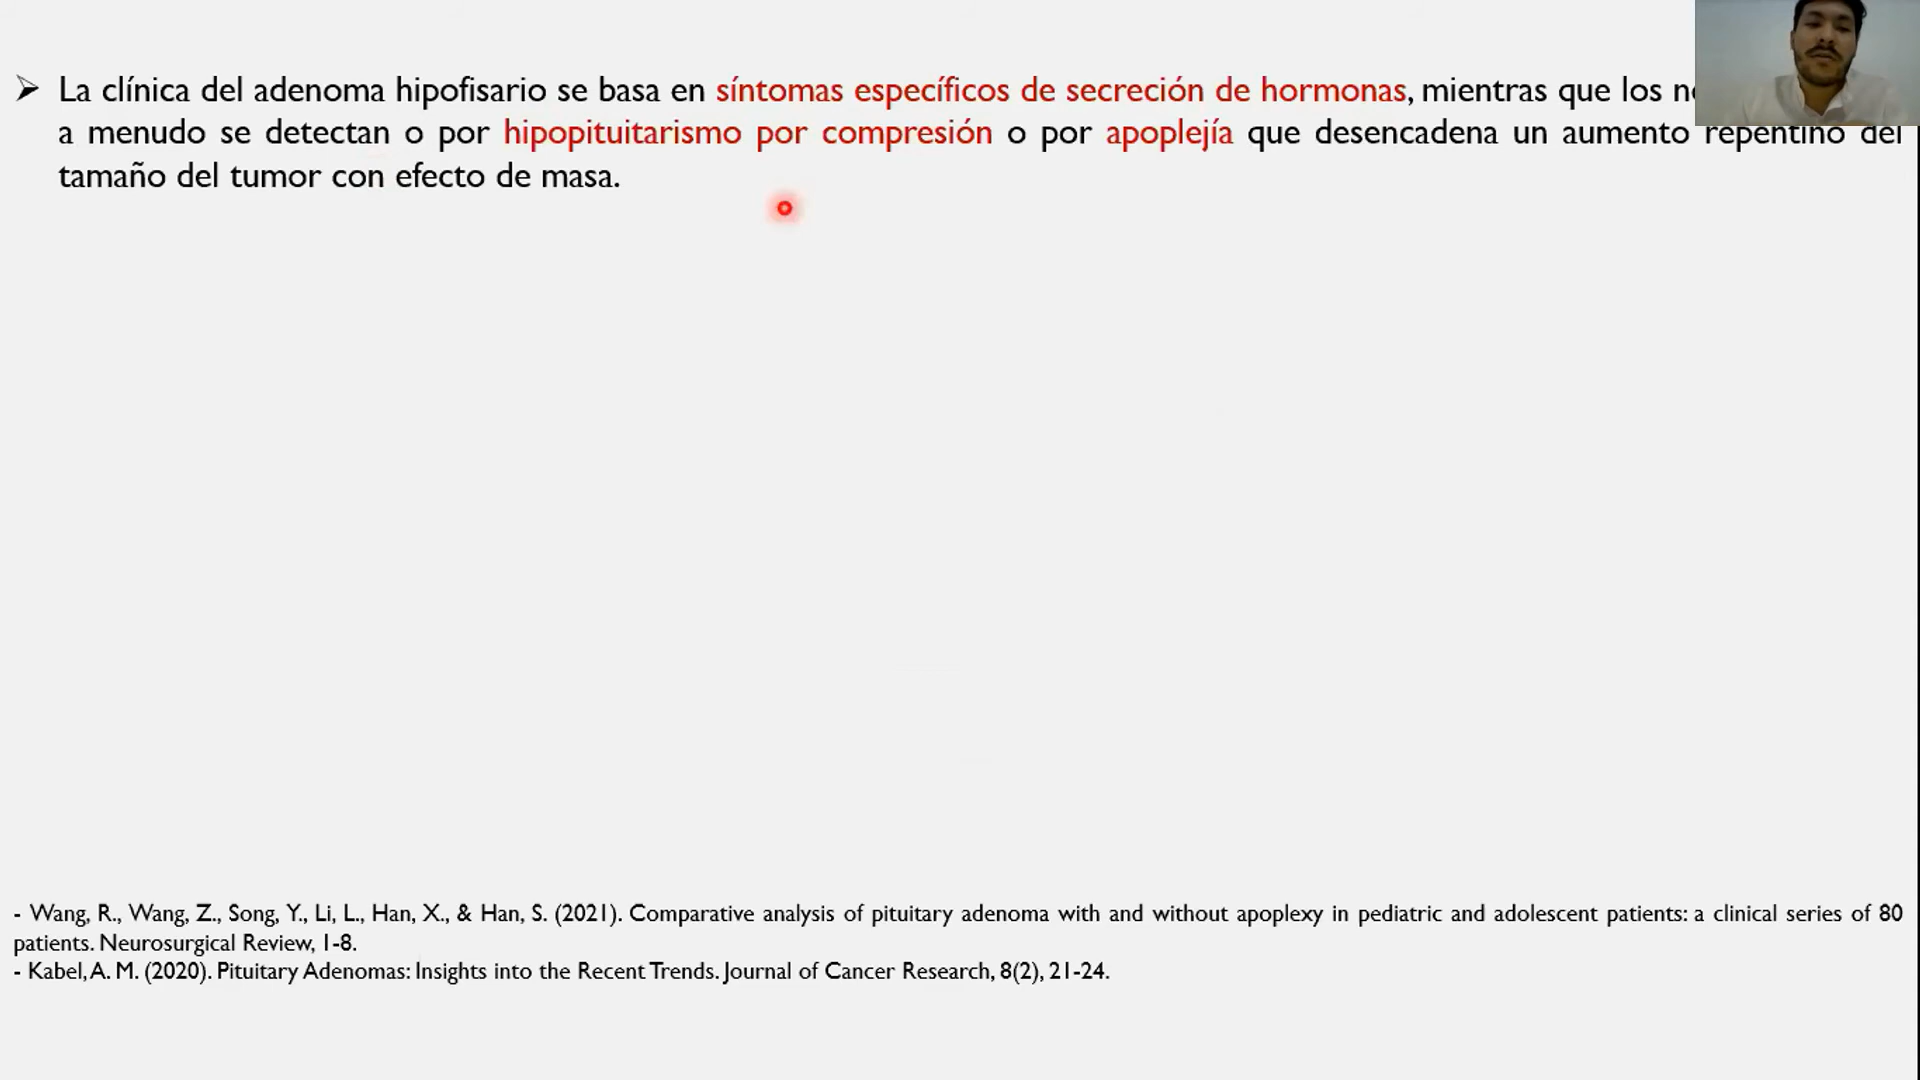 ➤ La clínica del adenoma hipofisario se basa en síntomas específicos de secreción de hormonas, mientras que los
a menudo se detectan o por hipopituitarismo por compresión o por apoplejía que desencadena un aumento repentino del
tamaño del tumor con efecto de masa.
- Wang, R., Wang, Z., Song, Y., Li, L., Han, X., & Han, S. (2021). Comparative analysis of pituitary adenoma with and without apoplexy in pediatric and adolescent patients: a clinical series of 80
patients. Neurosurgical Review, 1-8.
- Kabel, A. M. (2020). Pituitary Adenomas: Insights into the Recent Trends. Journal of Cancer Research, 8(2), 21-24.